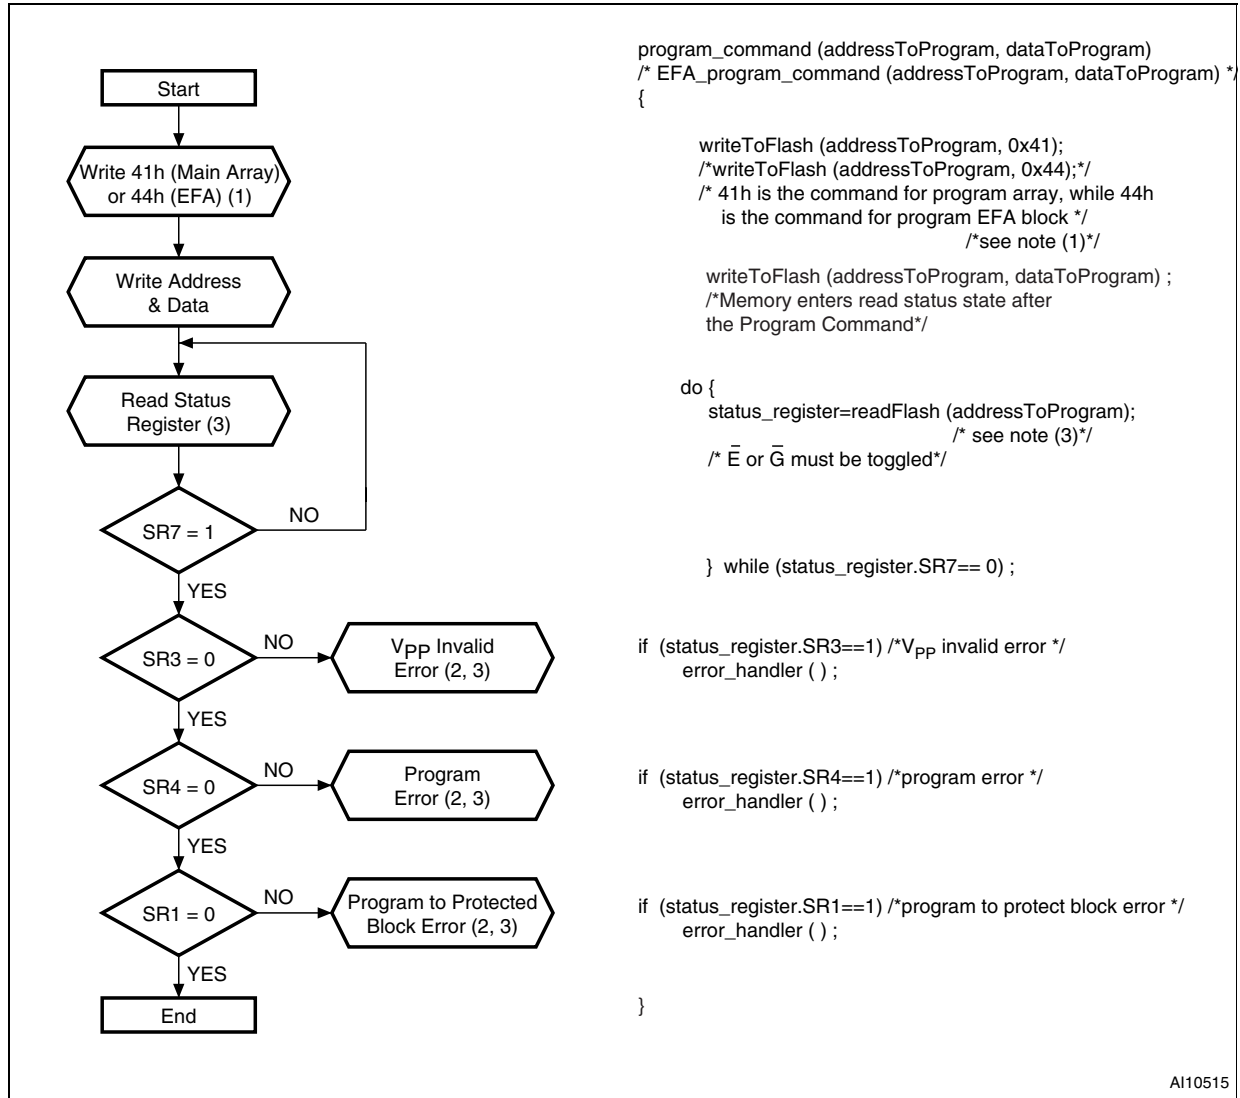 Start
Write 41h (Main Array)
or 44h (EFA) (1)
Write Address
& Data
Read Status
Register (3)
SR7 = 1
NO
YES
SR3 = 0
NO
VPP Invalid
Error (2, 3)
YES
SR4 = 0
NO
Program
Error (2, 3)
YES
SR1 = 0
NO
Program to Protected
Block Error (2, 3)
YES
End
program_command (addressToProgram, dataToProgram)
/* EFA_program_command (addressToProgram, dataToProgram) */
{
writeToFlash (addressToProgram, 0x41);
/*writeToFlash (addressToProgram, 0x44);*/
/* 41h is the command for program array, while 44h
is the command for program EFA block */
/*see note (1)*/
writeToFlash (addressToProgram, dataToProgram) ;
/*Memory enters read status state after
the Program Command*/
do {
status_register=readFlash (addressToProgram);
/* see note (3)*/
/* E̅ or G̅ must be toggled*/
} while (status_register.SR7== 0) ;
if (status_register.SR3==1) /*VPP invalid error */
error_handler ( ) ;
if (status_register.SR4==1) /*program error */
error_handler ( ) ;
if (status_register.SR1==1) /*program to protect block error */
error_handler ( ) ;
}
AI10515